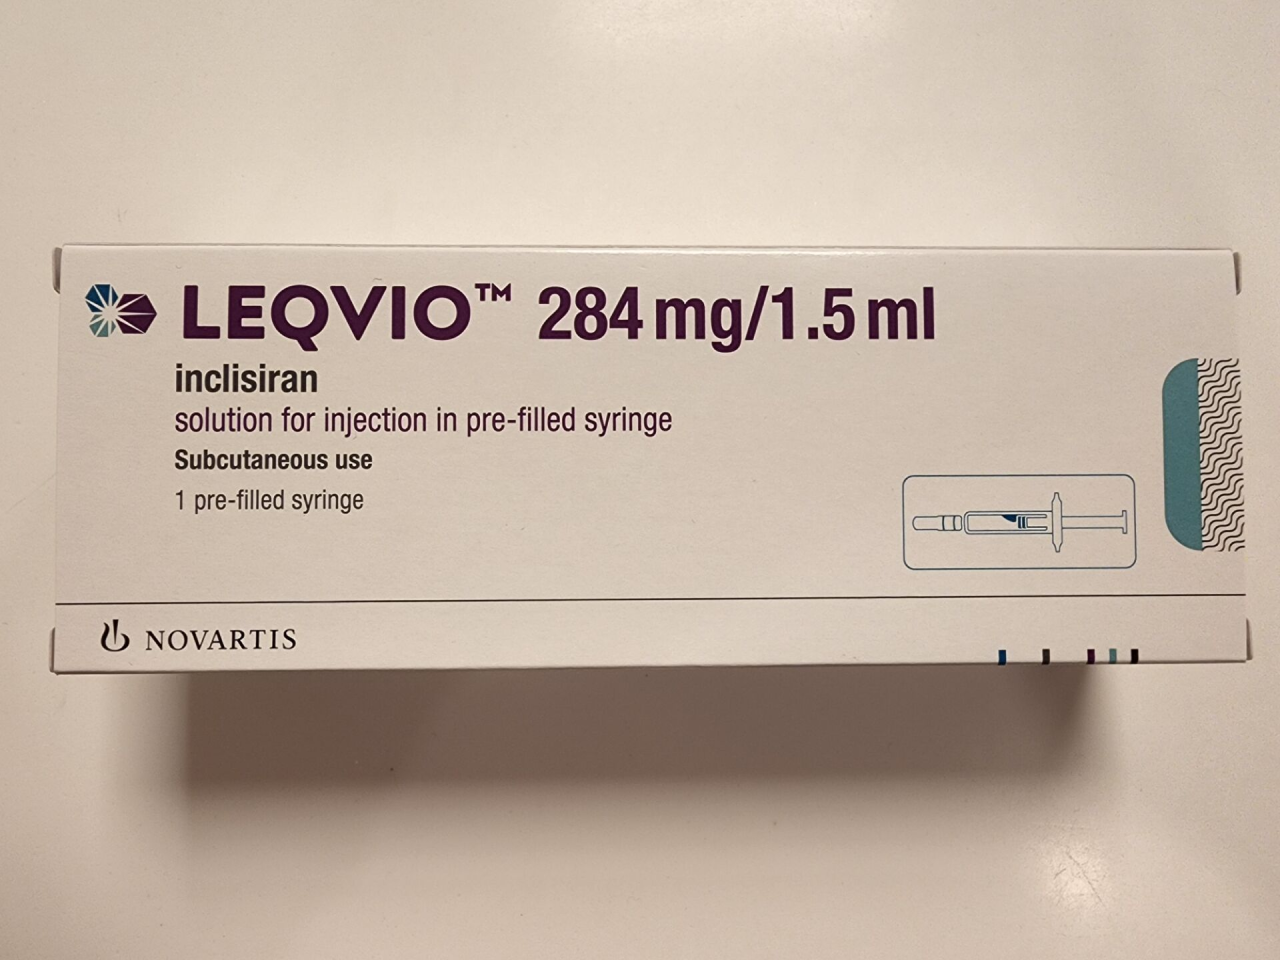 LEQVIO™ 284 mg/1.5 ml
inclisiran
solution for injection in pre-filled syringe
Subcutaneous use
1 pre-filled syringe
NOVARTIS